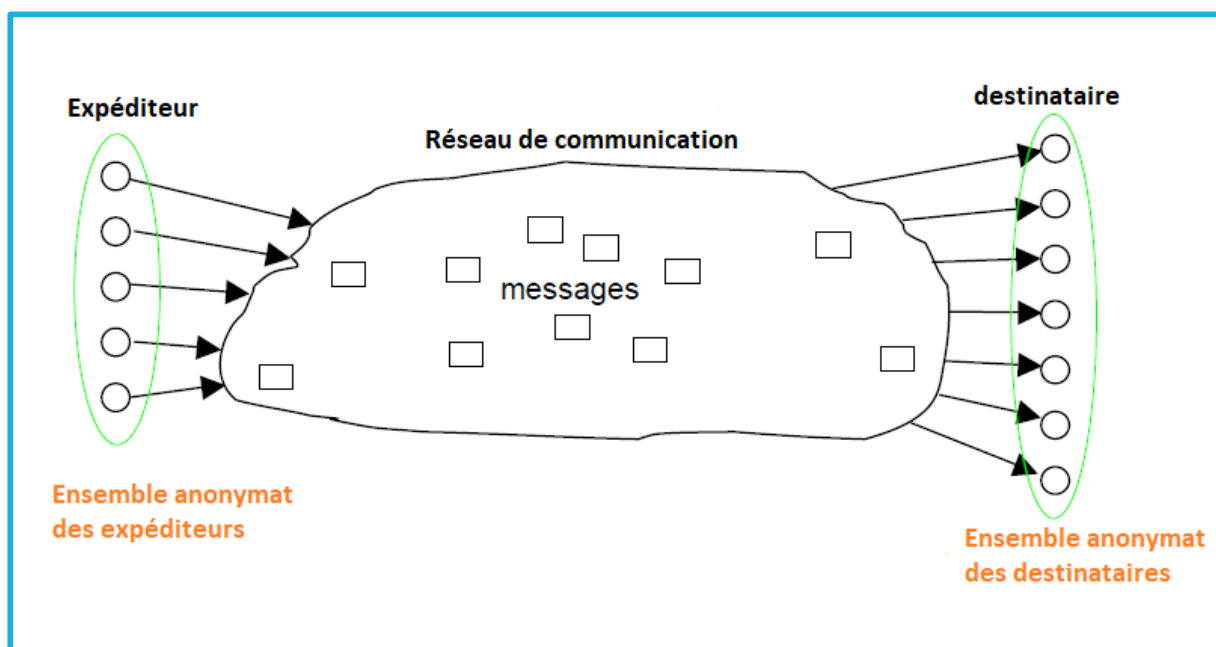 Expéditeur
destinataire
Réseau de communication
messages
Ensemble anonymat
des expéditeurs
Ensemble anonymat
des destinataires